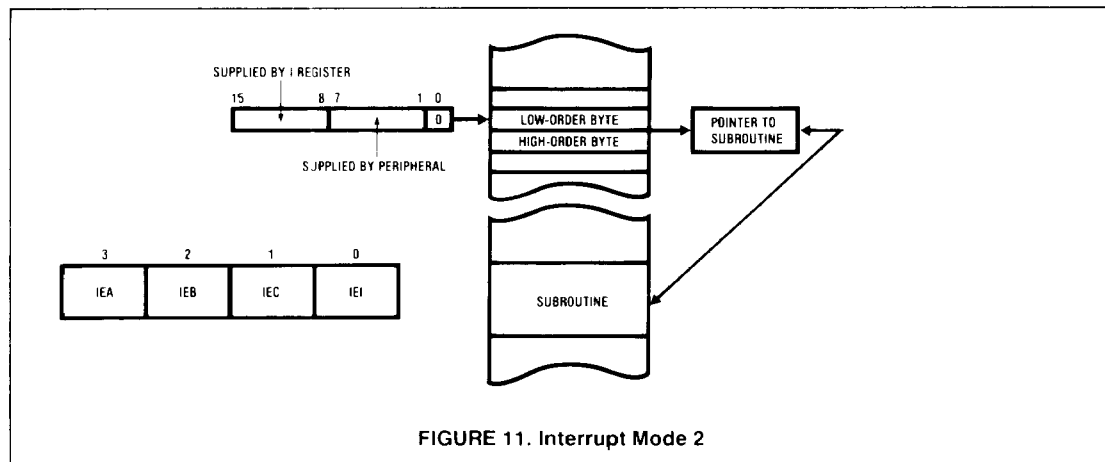 SUPPLIED BY I REGISTER
15 8 7 1 0
0
SUPPLIED BY PERIPHERAL
LOW-ORDER BYTE
HIGH-ORDER BYTE
POINTER TO
SUBROUTINE
3 2 1 0
IEA IEB IEC IEI
SUBROUTINE
FIGURE 11. Interrupt Mode 2